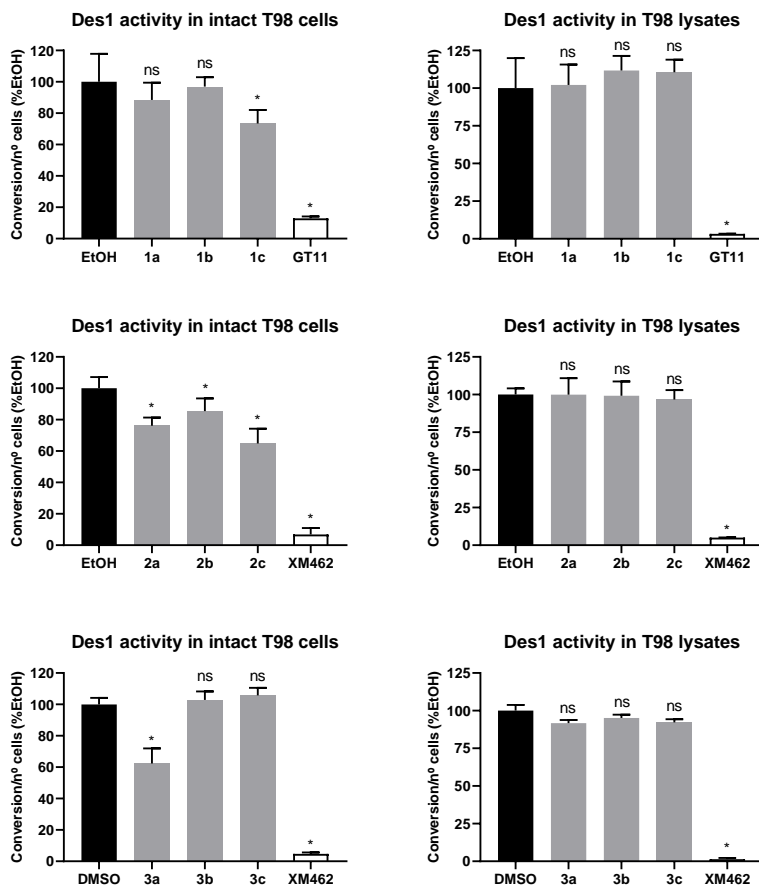 Des1 activity in intact T98 cells
Conversion/nº cells (%EtOH)
120
100
80
60
40
20
0
ns
ns
*
*
EtOH 1a 1b 1c GT11
Des1 activity in T98 lysates
Conversion/nº cells (%EtOH)
125
100
75
50
25
0
ns
ns
ns
*
EtOH 1a 1b 1c GT11
Des1 activity in intact T98 cells
Conversion/nº cells (%EtOH)
120
100
80
60
40
20
0
*
*
*
*
EtOH 2a 2b 2c XM462
Des1 activity in T98 lysates
Conversion/nº cells (%EtOH)
125
100
75
50
25
0
ns
ns
ns
*
EtOH 2a 2b 2c XM462
Des1 activity in intact T98 cells
Conversion/nº cells (%EtOH)
120
100
80
60
40
20
0
*
ns
ns
*
DMSO 3a 3b 3c XM462
Des1 activity in T98 lysates
Conversion/nº cells (%EtOH)
125
100
75
50
25
0
ns
ns
ns
*
DMSO 3a 3b 3c XM462